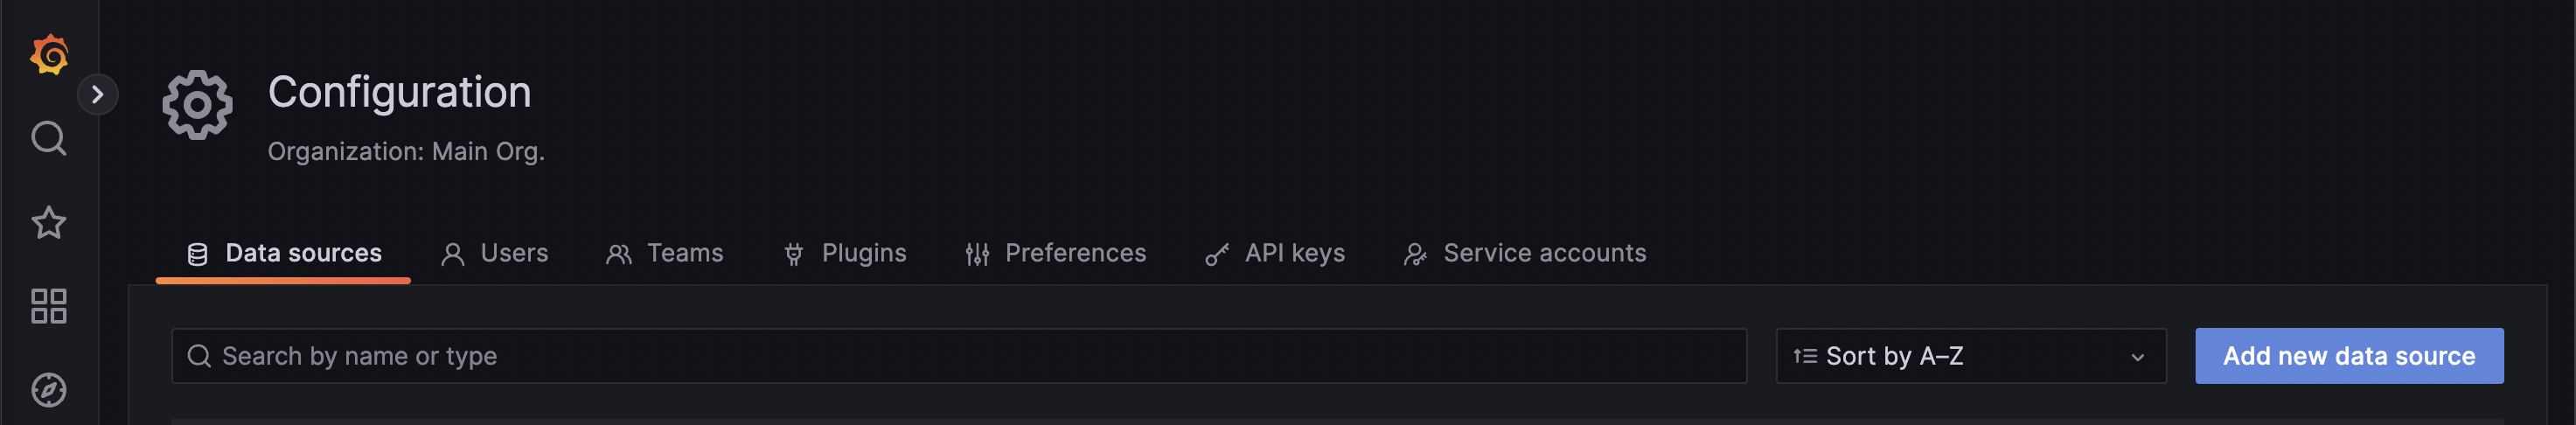 Configuration
Organization: Main Org.
Data sources Users Teams Plugins Preferences API keys Service accounts
Search by name or type Sort by A–Z Add new data source